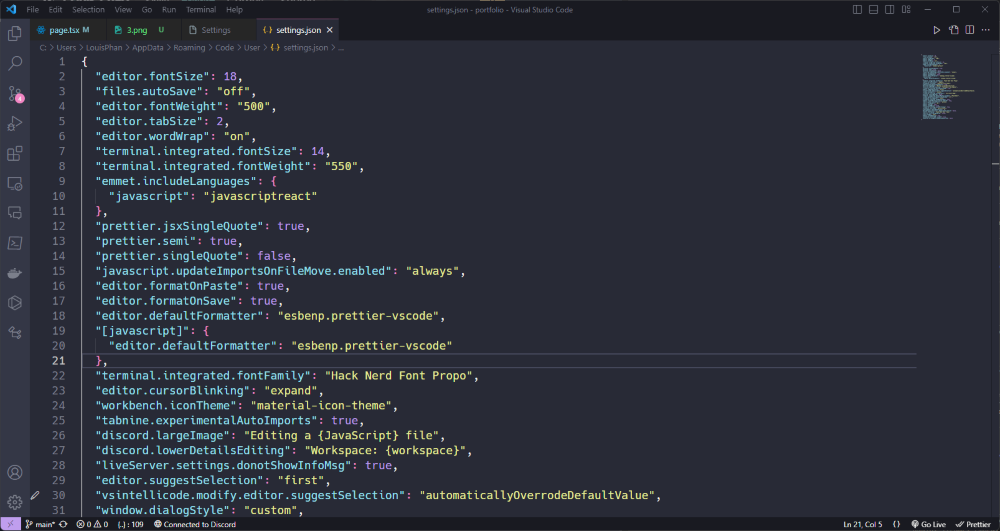 File Edit Selection View Go Run Terminal Help
settings.json - portfolio - Visual Studio Code
page.tsx M 3.png U Settings {} settings.json
C: > Users > LouisPhan > AppData > Roaming > Code > User > {} settings.json > ...
1 {
2 "editor.fontSize": 18,
3 "files.autoSave": "off",
4 "editor.fontWeight": "500",
5 "editor.tabSize": 2,
6 "editor.wordWrap": "on",
7 "terminal.integrated.fontSize": 14,
8 "terminal.integrated.fontWeight": "550",
9 "emmet.includeLanguages": {
10 "javascript": "javascriptreact"
11 },
12 "prettier.jsxSingleQuote": true,
13 "prettier.semi": true,
14 "prettier.singleQuote": false,
15 "javascript.updateImportsOnFileMove.enabled": "always",
16 "editor.formatOnPaste": true,
17 "editor.formatOnSave": true,
18 "editor.defaultFormatter": "esbenp.prettier-vscode",
19 "[javascript]": {
20 "editor.defaultFormatter": "esbenp.prettier-vscode"
21 },
22 "terminal.integrated.fontFamily": "Hack Nerd Font Propo",
23 "editor.cursorBlinking": "expand",
24 "workbench.iconTheme": "material-icon-theme",
25 "tabnine.experimentalAutoImports": true,
26 "discord.largeImage": "Editing a {JavaScript} file",
27 "discord.lowerDetailsEditing": "Workspace: {workspace}",
28 "liveServer.settings.donotShowInfoMsg": true,
29 "editor.suggestSelection": "first",
30 "vsintellicode.modify.editor.suggestSelection": "automaticallyOverrodeDefaultValue",
31 "window.dialogStyle": "custom",
4
main* 0 0 {.} : 109 Connected to Discord Ln 21, Col 5 {} Go Live Prettier